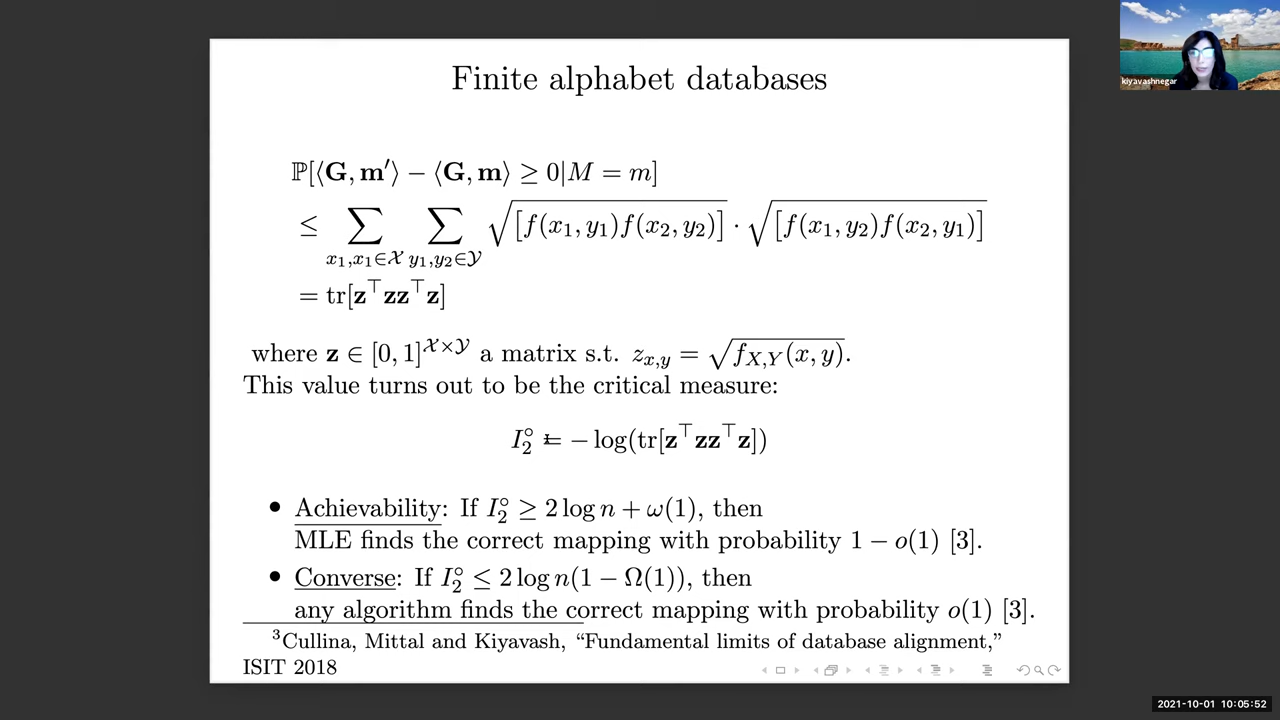 Finite alphabet databases
kiyavashnegar
ℙ[⟨𝐆, 𝐦′⟩ − ⟨𝐆, 𝐦⟩ ≥ 0|M = m]
≤ ∑_{x₁,x₁∈𝒳} ∑_{y₁,y₂∈𝒴} √[f(x₁, y₁)f(x₂, y₂)] · √[f(x₁, y₂)f(x₂, y₁)]
= tr[𝐳^⊤𝐳𝐳^⊤𝐳]
where 𝐳 ∈ [0, 1]^{𝒳×𝒴} a matrix s.t. z_{x,y} = √f_{X,Y}(x, y).
This value turns out to be the critical measure:
I₂° = − log(tr[𝐳^⊤𝐳𝐳^⊤𝐳])
• Achievability: If I₂° ≥ 2 log n + ω(1), then
MLE finds the correct mapping with probability 1 − o(1) [3].
• Converse: If I₂° ≤ 2 log n(1 − Ω(1)), then
any algorithm finds the correct mapping with probability o(1) [3].
³Cullina, Mittal and Kiyavash, “Fundamental limits of database alignment,”
ISIT 2018
2021-10-01 10:05:52